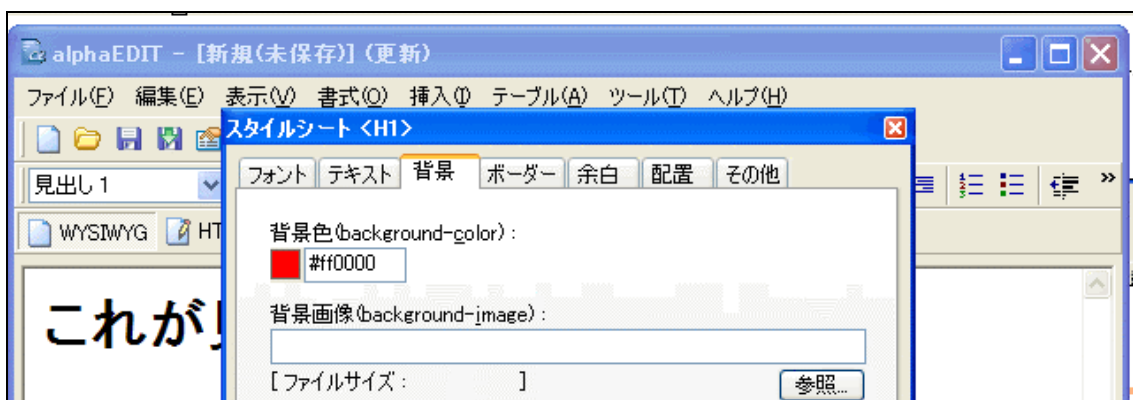 alphaEDIT - [新規(未保存)] (更新)
ファイル(F) 編集(E) 表示(V) 書式(O) 挿入(I) テーブル(A) ツール(T) ヘルプ(H)
スタイルシート <H1>
フォント テキスト 背景 ボーダー 余白 配置 その他
見出し 1
WYSIWYG HT
背景色(background-color) :
#ff0000
これが
背景画像(background-image) :
[ ファイルサイズ : ]
参照...